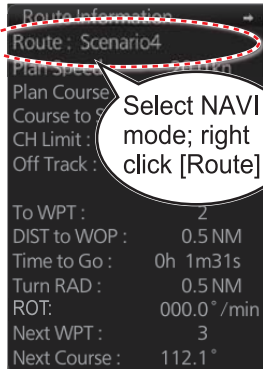 Route Information
Route : Scenario4
Plan Speed
Plan Course
Course to
CH Limit :
Off Track :
Select NAVI
mode; right
click [Route]
To WPT : 2
DIST to WOP : 0.5 NM
Time to Go : 0h 1m31s
Turn RAD : 0.5 NM
ROT: 000.0˚/min
Next WPT : 3
Next Course : 112.1˚